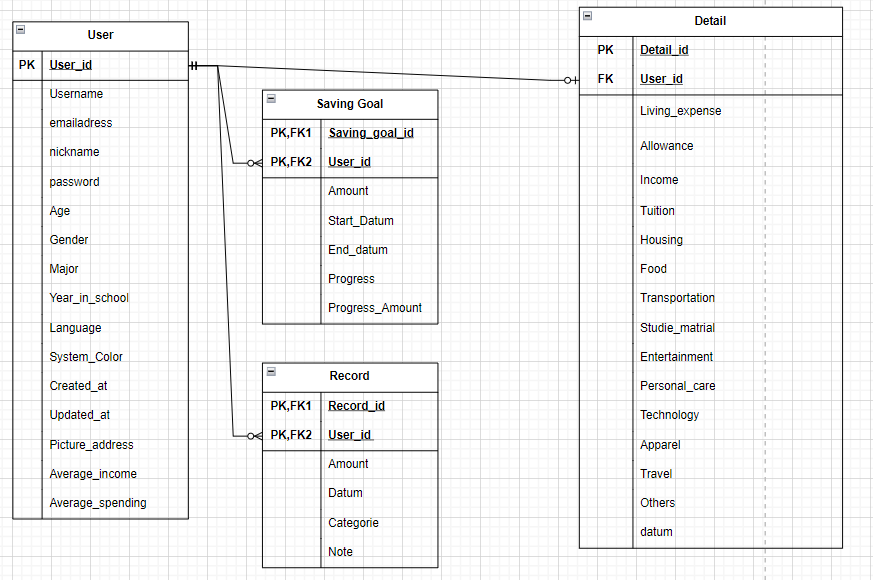 User
PK User_id
Username
emailadress
nickname
password
Age
Gender
Major
Year_in_school
Language
System_Color
Created_at
Updated_at
Picture_address
Average_income
Average_spending
Saving Goal
PK,FK1 Saving_goal_id
PK,FK2 User_id
Amount
Start_Datum
End_datum
Progress
Progress_Amount
Record
PK,FK1 Record_id
PK,FK2 User_id
Amount
Datum
Categorie
Note
Detail
PK Detail_id
FK User_id
Living_expense
Allowance
Income
Tuition
Housing
Food
Transportation
Studie_matrial
Entertainment
Personal_care
Technology
Apparel
Travel
Others
datum